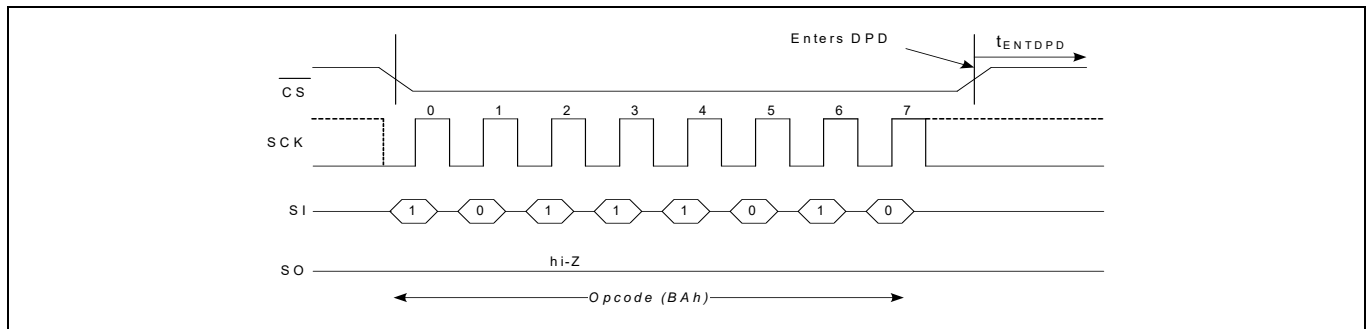 Enters DPD
tENTDPD
CS
0 1 2 3 4 5 6 7
SCK
SI 1 0 1 1 1 0 1 0
hi-Z
SO
Opcode (BAh)